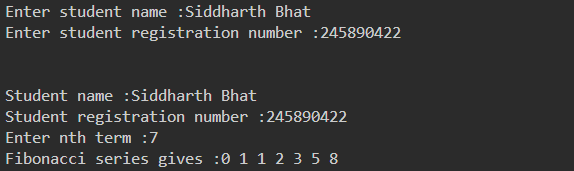 Enter student name :Siddharth Bhat
Enter student registration number :245890422
Student name :Siddharth Bhat
Student registration number :245890422
Enter nth term :7
Fibonacci series gives :0 1 1 2 3 5 8